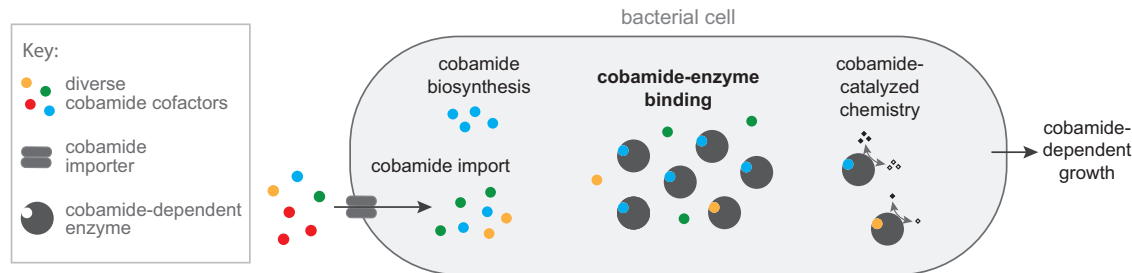 bacterial cell
Key:
diverse
cobamide cofactors
cobamide
importer
cobamide-dependent
enzyme
cobamide
biosynthesis
cobamide import
cobamide-enzyme
binding
cobamide-
catalyzed
chemistry
cobamide-
dependent
growth